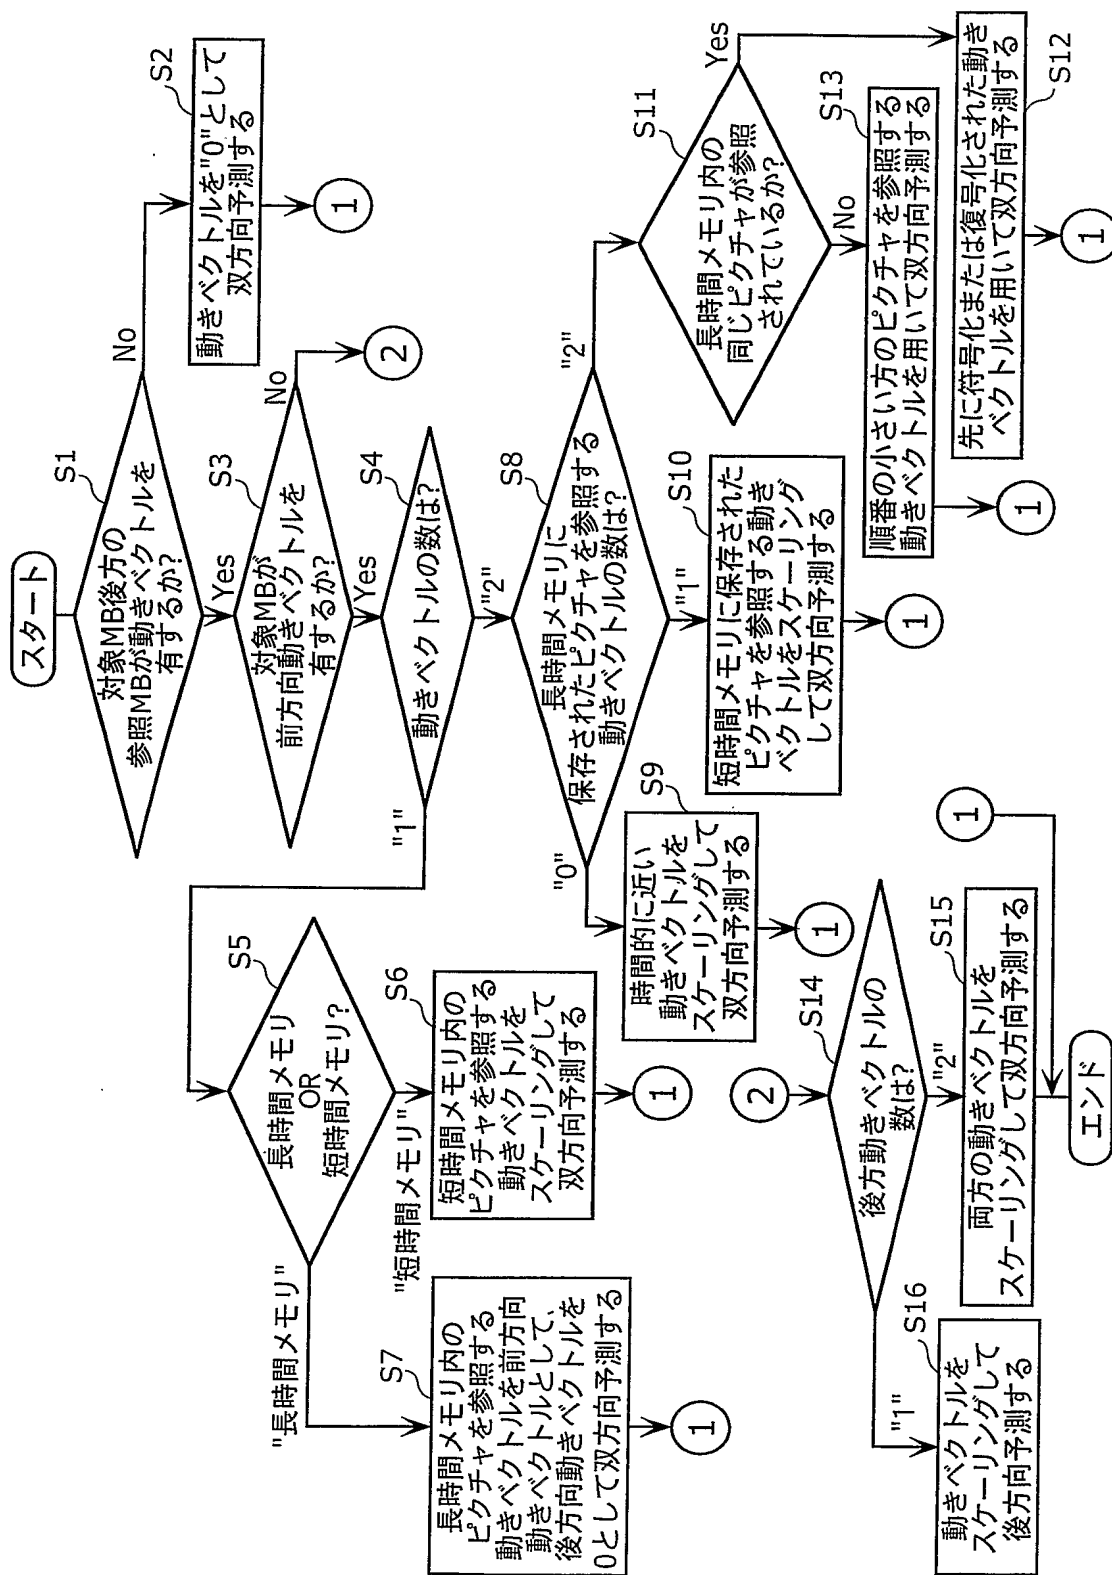 スタート
S1
対象MB後方の
参照MBが動きベクトルを
有するか？
No
Yes
S2
動きベクトルを"0"として
双方向予測する
1
S3
対象MBが
前方向動きベクトルを
有するか？
No
2
Yes
S4
動きベクトルの数は？
"1"
"2"
S5
長時間メモリ
OR
短時間メモリ？
"長時間メモリ"
"短時間メモリ"
S6
短時間メモリ内の
ピクチャを参照する
動きベクトルを
スケーリングして
双方向予測する
1
S7
長時間メモリ内の
ピクチャを参照する
動きベクトルを前方向
動きベクトルとして、
後方向動きベクトルを
0として双方向予測する
1
S8
長時間メモリに
保存されたピクチャを参照する
動きベクトルの数は？
"0"
"1"
"2"
S9
時間的に近い
動きベクトルを
スケーリングして
双方向予測する
1
S10
短時間メモリに保存された
ピクチャを参照する動き
ベクトルをスケーリング
して双方向予測する
1
S11
長時間メモリ内の
同じピクチャが参照
されているか？
Yes
No
S13
順番の小さい方のピクチャを参照する
動きベクトルを用いて双方向予測する
1
S12
先に符号化または復号化された動き
ベクトルを用いて双方向予測する
1
2
S14
後方動きベクトルの
数は？
"1"
"2"
S15
両方の動きベクトルを
スケーリングして双方向予測する
1
S16
動きベクトルを
スケーリングして
後方向予測する
エンド